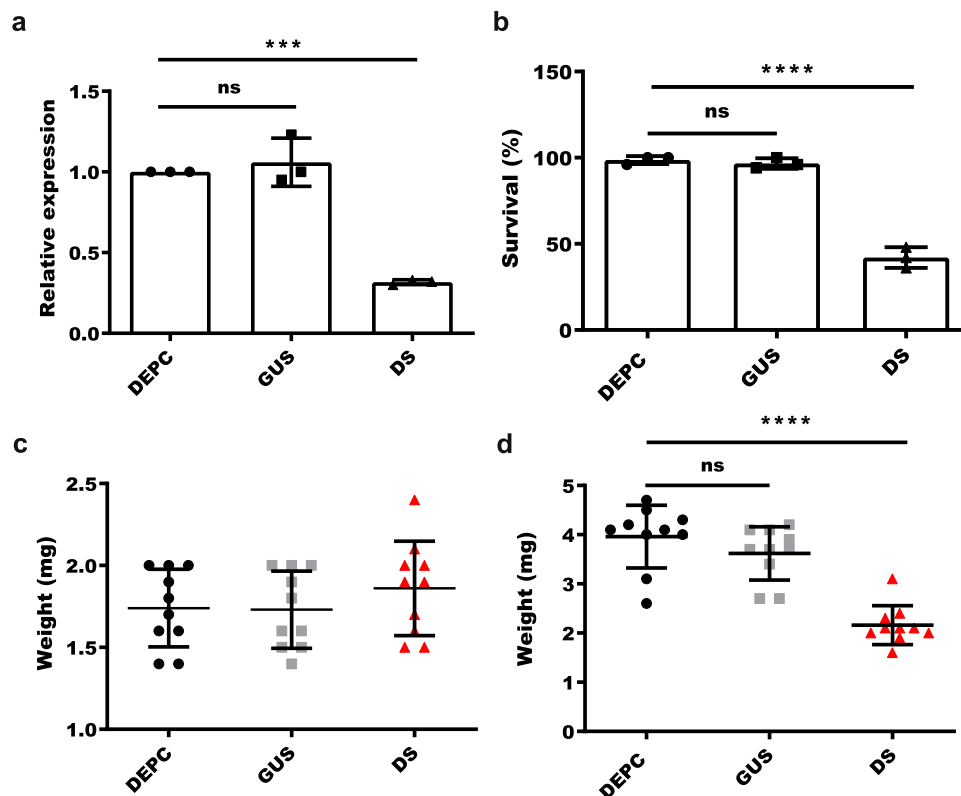 a
***
ns
Relative expression
1.5
1.0
0.5
0.0
DEPC
GUS
DS
b
****
ns
Survival (%)
150
100
50
0
DEPC
GUS
DS
c
Weight (mg)
2.5
2.0
1.5
1.0
DEPC
GUS
DS
d
****
ns
Weight (mg)
5
4
3
2
1
0
DEPC
GUS
DS